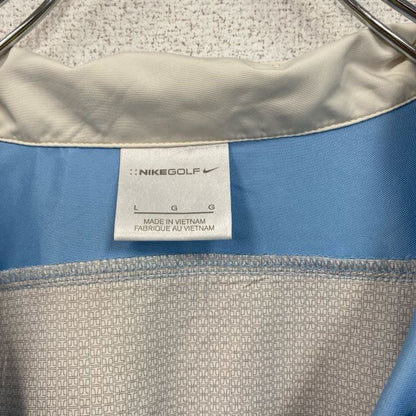 ::NIKEGOLF
L G G
MADE IN VIETNAM
FABRIQUE AU VIETNAM